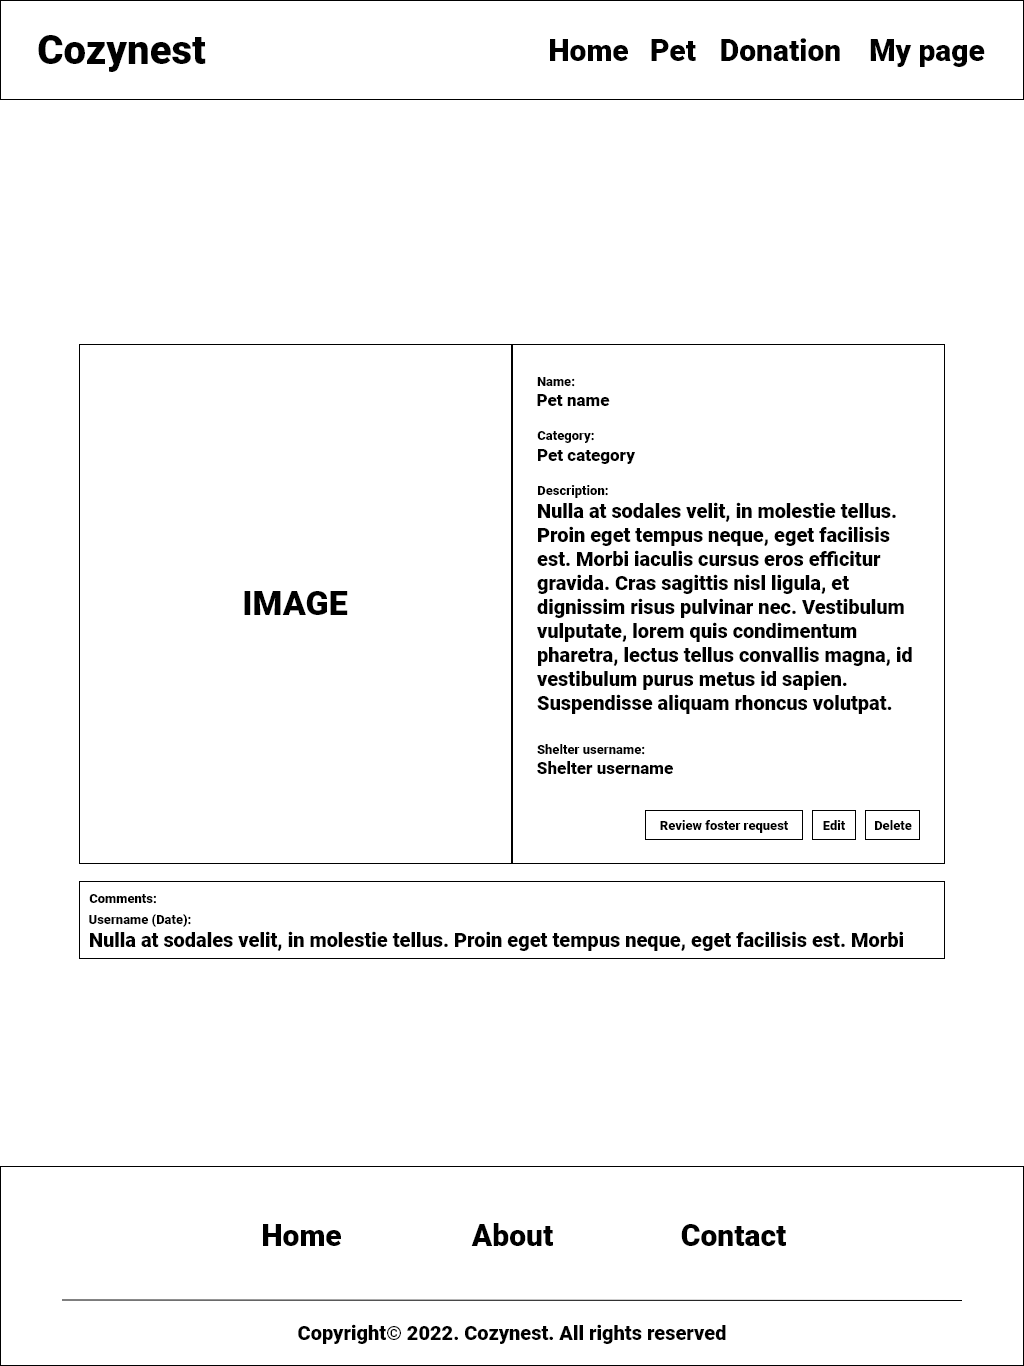 Cozynest
Home Pet Donation My page
IMAGE
Name:
Pet name
Category:
Pet category
Description:
Nulla at sodales velit, in molestie tellus.
Proin eget tempus neque, eget facilisis
est. Morbi iaculis cursus eros efficitur
gravida. Cras sagittis nisl ligula, et
dignissim risus pulvinar nec. Vestibulum
vulputate, lorem quis condimentum
pharetra, lectus tellus convallis magna, id
vestibulum purus metus id sapien.
Suspendisse aliquam rhoncus volutpat.
Shelter username:
Shelter username
Review foster request Edit Delete
Comments:
Username (Date):
Nulla at sodales velit, in molestie tellus. Proin eget tempus neque, eget facilisis est. Morbi
Home About Contact
Copyright© 2022. Cozynest. All rights reserved